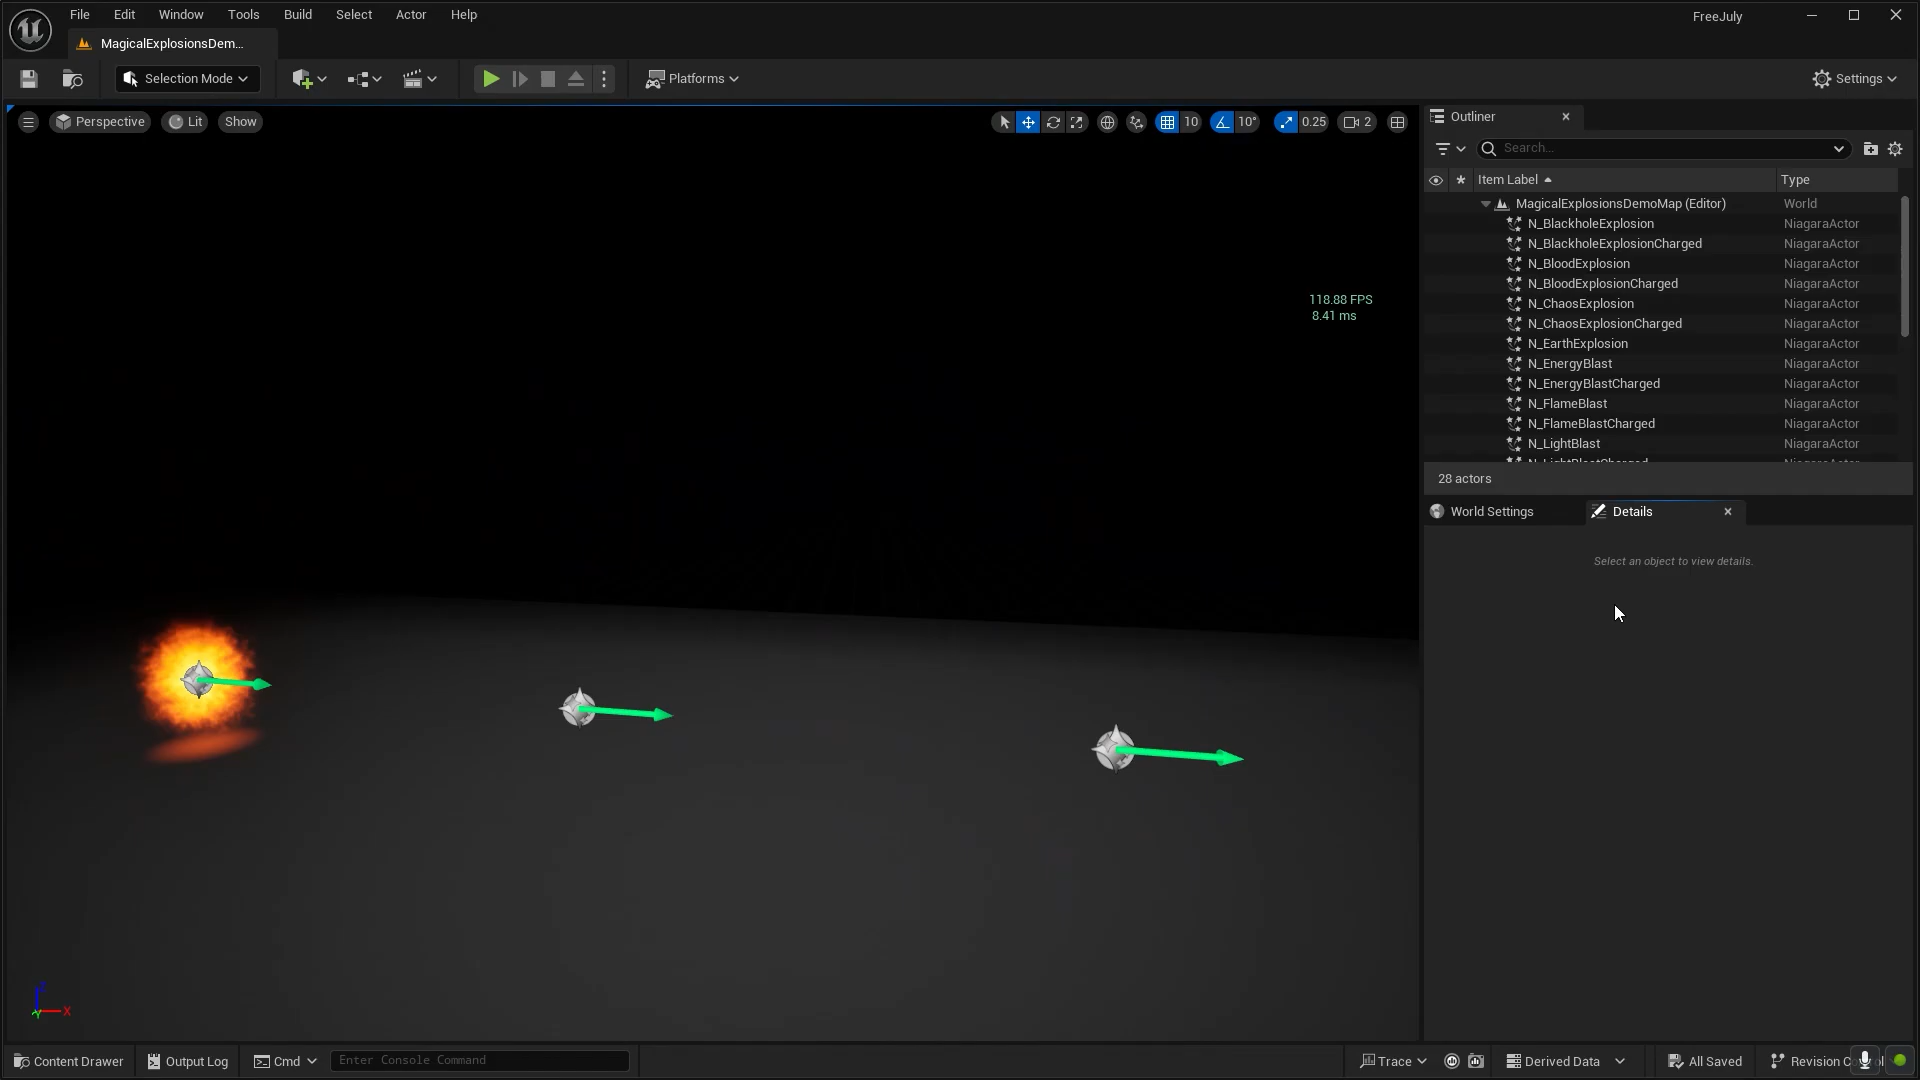 File Edit Window Tools Build Select Actor Help
FreeJuly
MagicalExplosionsDem...
Selection Mode
Platforms
Settings
Perspective Lit Show
10 10° 0.25 2
118.88 FPS
8.41 ms
Outliner
Search...
Item Label Type
MagicalExplosionsDemoMap (Editor) World
N_BlackholeExplosion NiagaraActor
N_BlackholeExplosionCharged NiagaraActor
N_BloodExplosion NiagaraActor
N_BloodExplosionCharged NiagaraActor
N_ChaosExplosion NiagaraActor
N_ChaosExplosionCharged NiagaraActor
N_EarthExplosion NiagaraActor
N_EnergyBlast NiagaraActor
N_EnergyBlastCharged NiagaraActor
N_FlameBlast NiagaraActor
N_FlameBlastCharged NiagaraActor
N_LightBlast NiagaraActor
28 actors
World Settings
Details
Select an object to view details.
Z
Y X
Content Drawer Output Log Cmd Enter Console Command
Trace Derived Data All Saved Revision